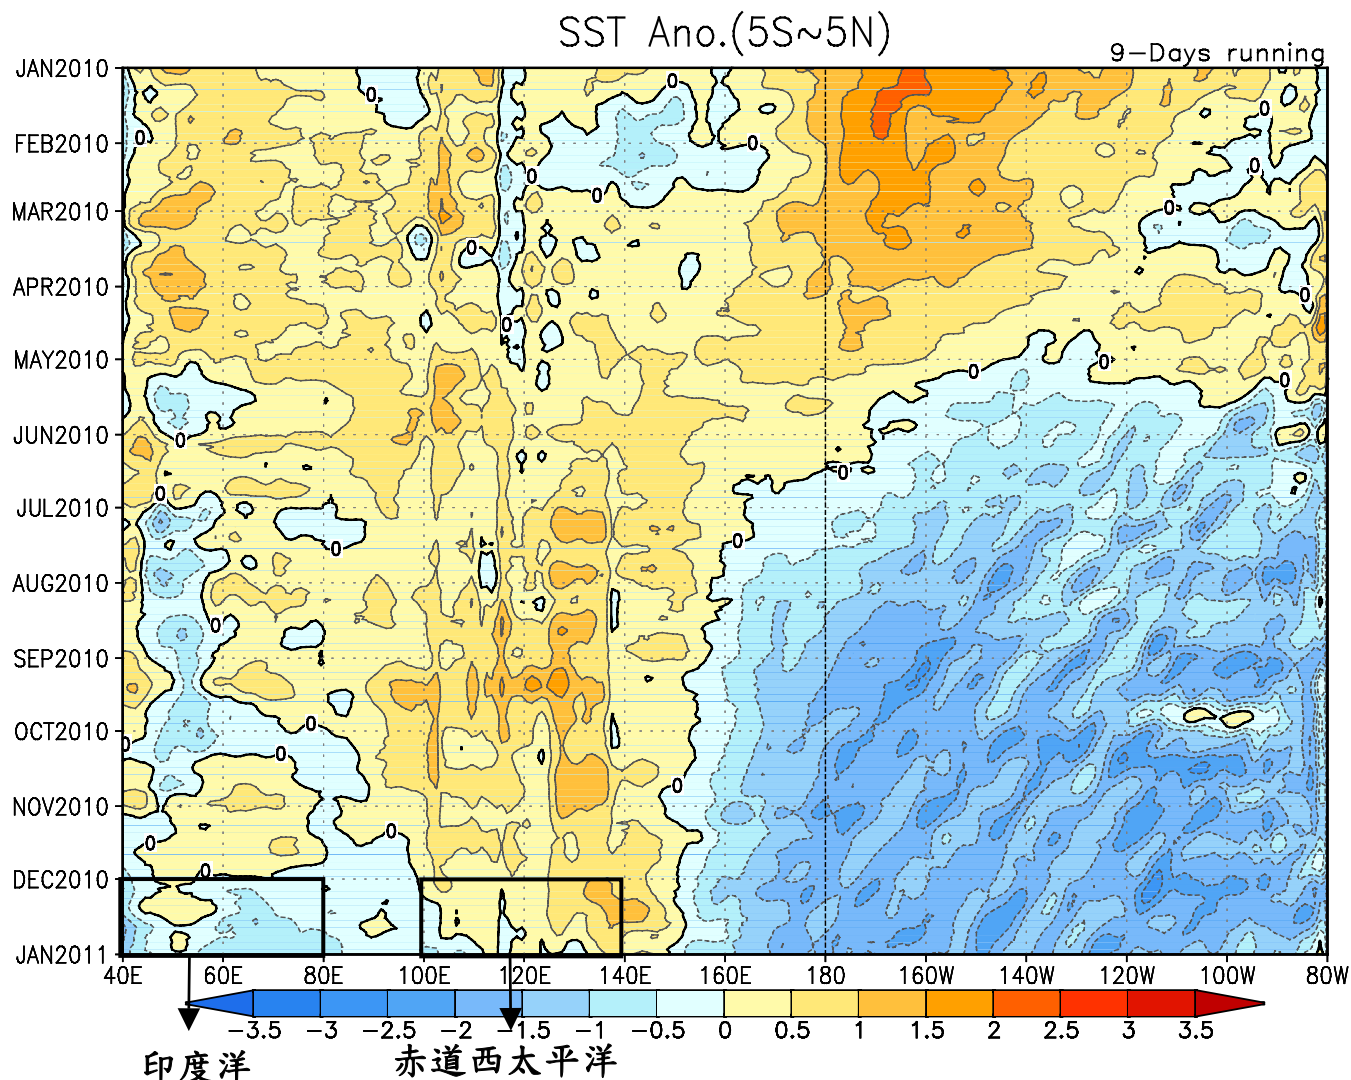 SST Ano.(5S~5N)
9-Days running
JAN2010
FEB2010
MAR2010
APR2010
MAY2010
JUN2010
JUL2010
AUG2010
SEP2010
OCT2010
NOV2010
DEC2010
JAN2011
40E 60E 80E 100E 120E 140E 160E 180 160W 140W 120W 100W 80W
-3.5 -3 -2.5 -2 -1.5 -1 -0.5 0 0.5 1 1.5 2 2.5 3 3.5
印度洋 赤道西太平洋